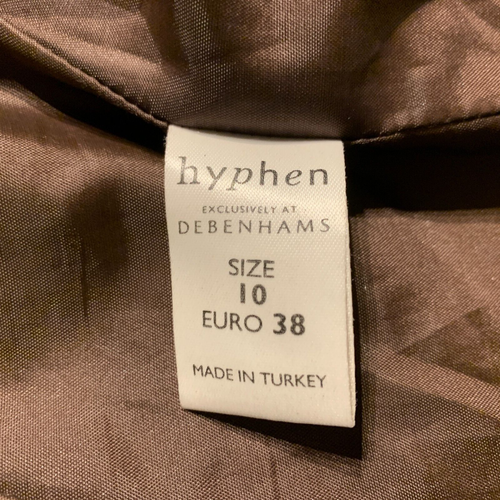 hyphen
EXCLUSIVELY AT
DEBENHAMS
SIZE
10
EURO 38
MADE IN TURKEY